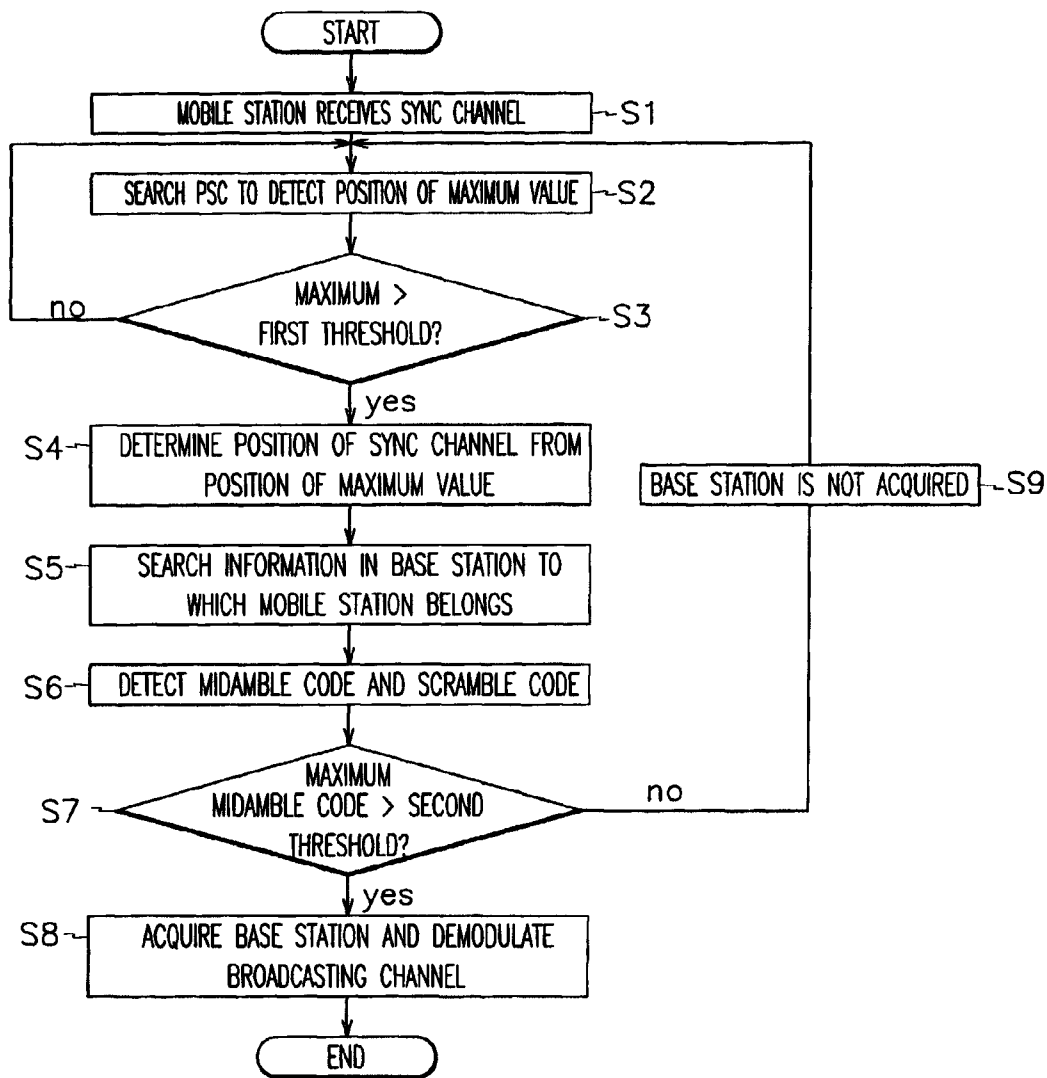 START
MOBILE STATION RECEIVES SYNC CHANNEL
S1
SEARCH PSC TO DETECT POSITION OF MAXIMUM VALUE
S2
MAXIMUM >
FIRST THRESHOLD?
S3
no
yes
S4
DETERMINE POSITION OF SYNC CHANNEL FROM
POSITION OF MAXIMUM VALUE
BASE STATION IS NOT ACQUIRED
S9
S5
SEARCH INFORMATION IN BASE STATION TO
WHICH MOBILE STATION BELONGS
S6
DETECT MIDAMBLE CODE AND SCRAMBLE CODE
S7
MAXIMUM
MIDAMBLE CODE > SECOND
THRESHOLD?
no
yes
S8
ACQUIRE BASE STATION AND DEMODULATE
BROADCASTING CHANNEL
END